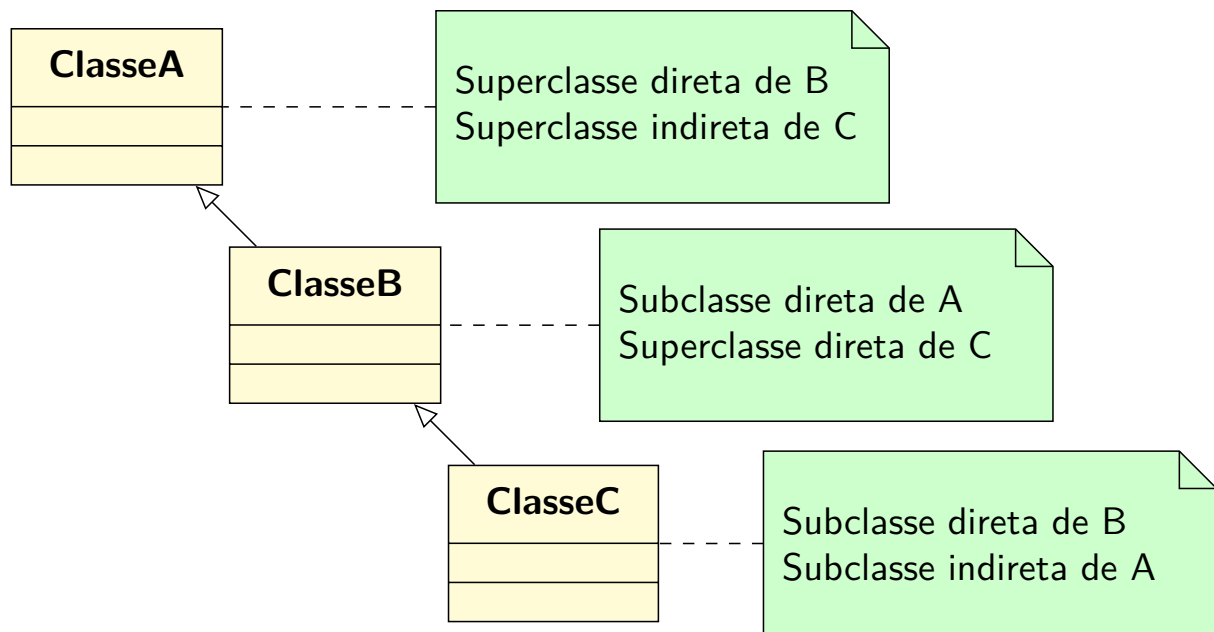 ClasseA
Superclasse direta de B
Superclasse indireta de C
ClasseB
Subclasse direta de A
Superclasse direta de C
ClasseC
Subclasse direta de B
Subclasse indireta de A